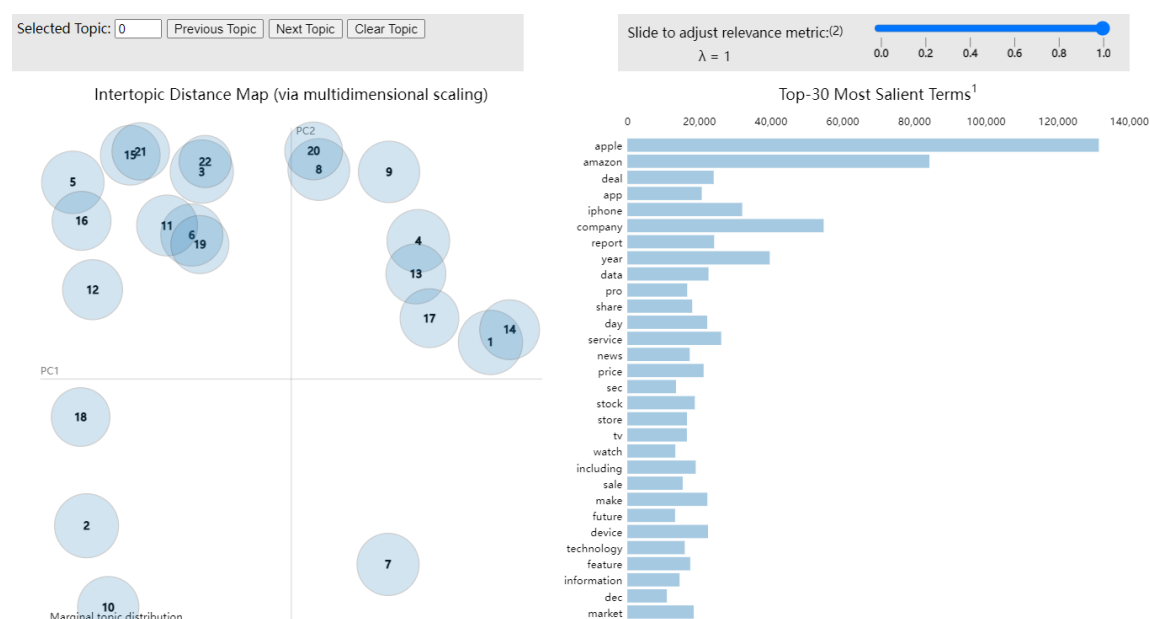 Selected Topic: 0 Previous Topic Next Topic Clear Topic
Slide to adjust relevance metric:(2)
λ = 1
0.0 0.2 0.4 0.6 0.8 1.0
Intertopic Distance Map (via multidimensional scaling)
PC2
PC1
15 21
22
3
5
16
11
6
19
12
20
8
9
4
13
17
14
1
18
2
7
10
Marginal topic distribution
Top-30 Most Salient Terms1
0 20,000 40,000 60,000 80,000 100,000 120,000 140,000
apple
amazon
deal
app
iphone
company
report
year
data
pro
share
day
service
news
price
sec
stock
store
tv
watch
including
sale
make
future
device
technology
feature
information
dec
market